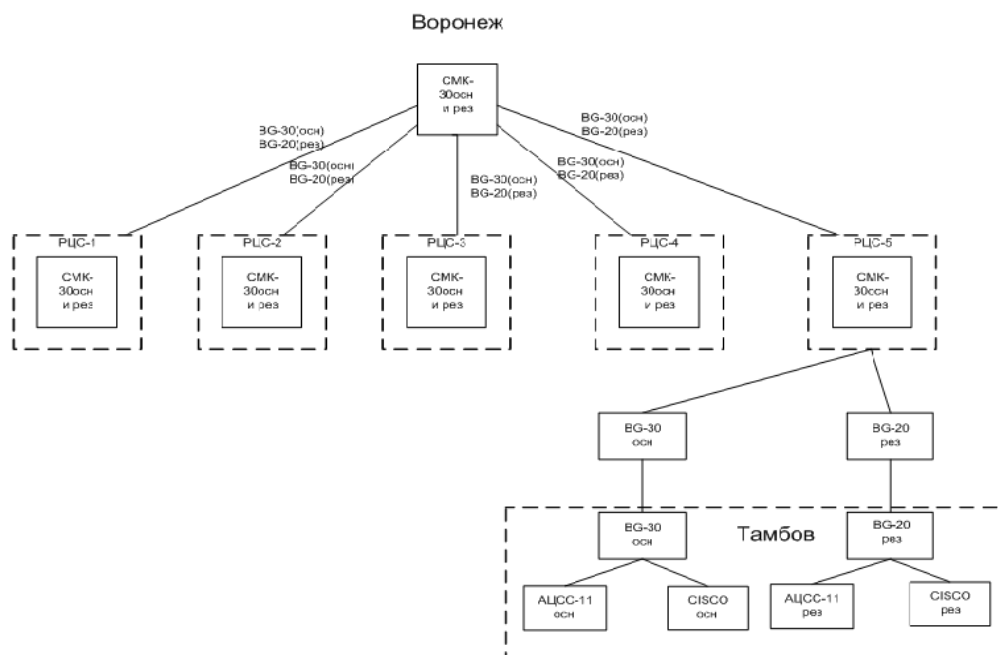 Воронеж
СМК-
30осн
и рез
BG-30(осн)
BG-20(рез)
BG-30(осн)
BG-20(рез)
BG-30(осн)
BG-20(рез)
BG-30(осн)
BG-20(рез)
BG-30(осн)
BG-20(рез)
РЦС-1
СМК-
30осн
и рез
РЦС-2
СМК-
30осн
и рез
РЦС-3
СМК-
30осн
и рез
РЦС-4
СМК-
30осн
и рез
РЦС-5
СМК-
30осн
и рез
BG-30
осн
BG-20
рез
Тамбов
BG-30
осн
BG-20
рез
АЦСС-11
осн
CISCO
осн
АЦСС-11
рез
CISCO
рез